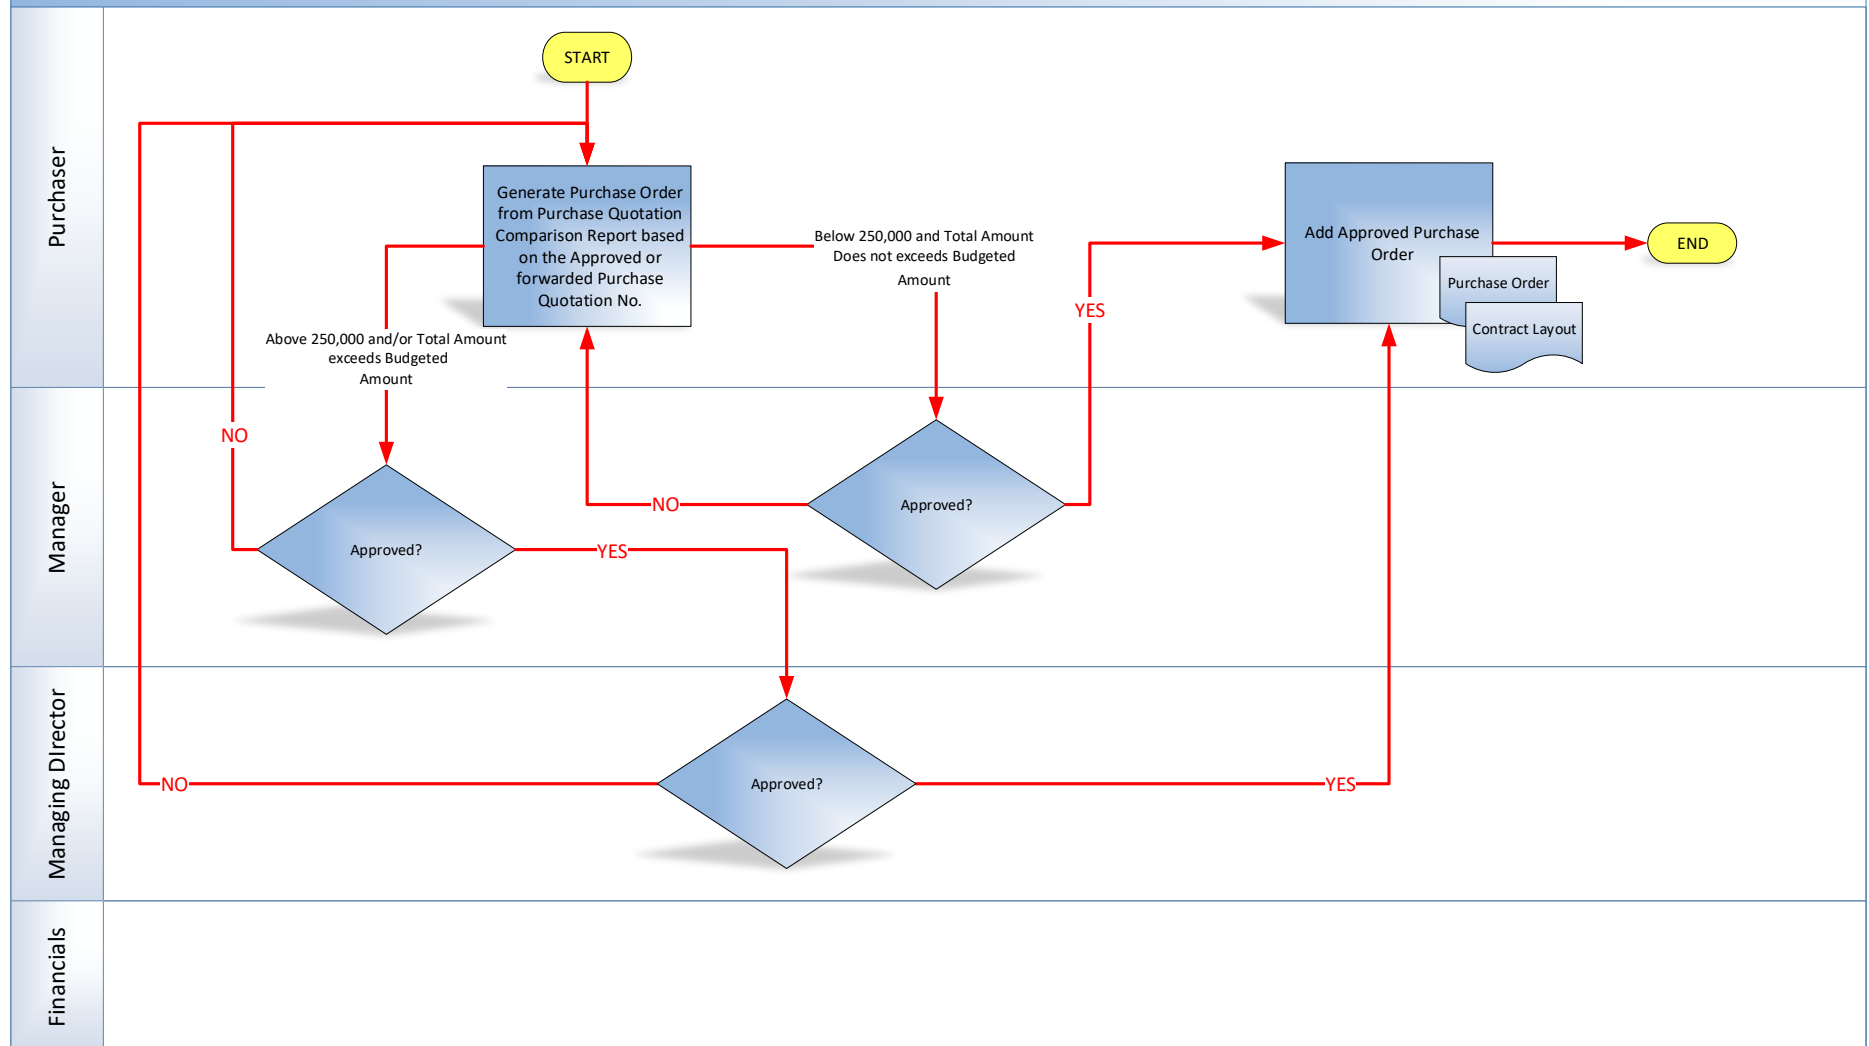 Purchaser
START
Generate Purchase Order
from Purchase Quotation
Comparison Report based
on the Approved or
forwarded Purchase
Quotation No.
Below 250,000 and Total Amount
Does not exceeds Budgeted
Amount
Above 250,000 and/or Total Amount
exceeds Budgeted
Amount
YES
Add Approved Purchase
Order
Purchase Order
Contract Layout
END
Manager
NO
Approved?
YES
NO
Approved?
Managing DIrector
NO
Approved?
YES
Financials